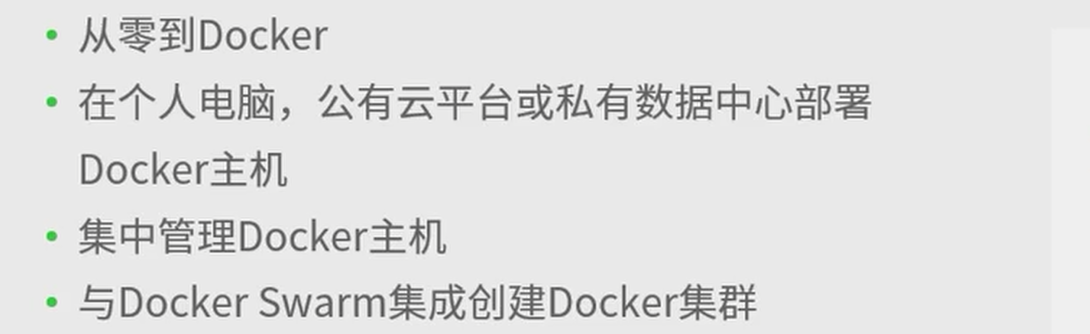 • 从零到Docker
• 在个人电脑，公有云平台或私有数据中心部署
Docker主机
• 集中管理Docker主机
• 与Docker Swarm集成创建Docker集群